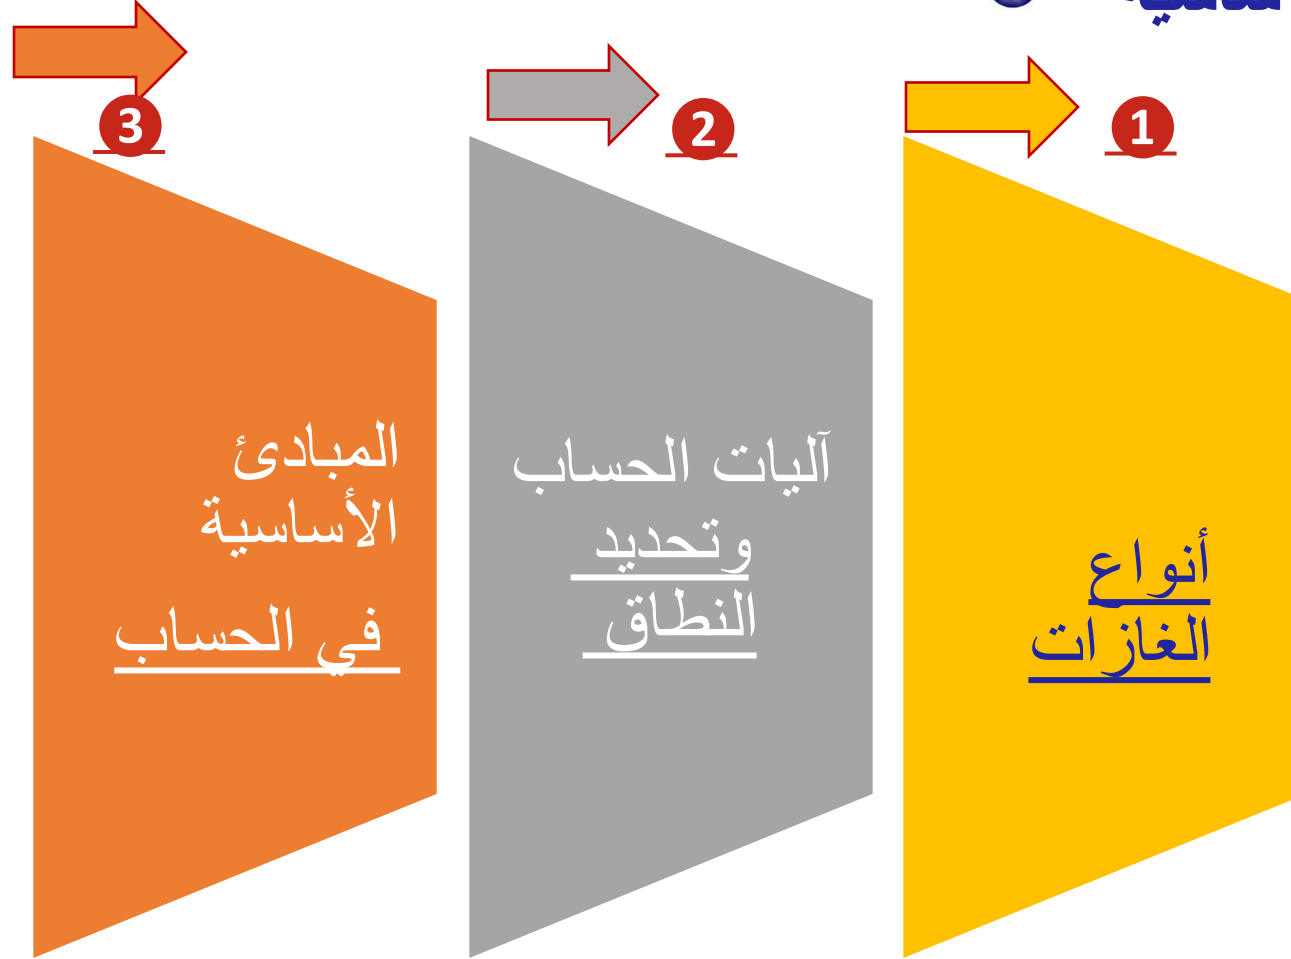 1
أنواع
الغازات
2
آليات الحساب
وتحديد
النطاق
3
المبادئ
الأساسية
في الحساب